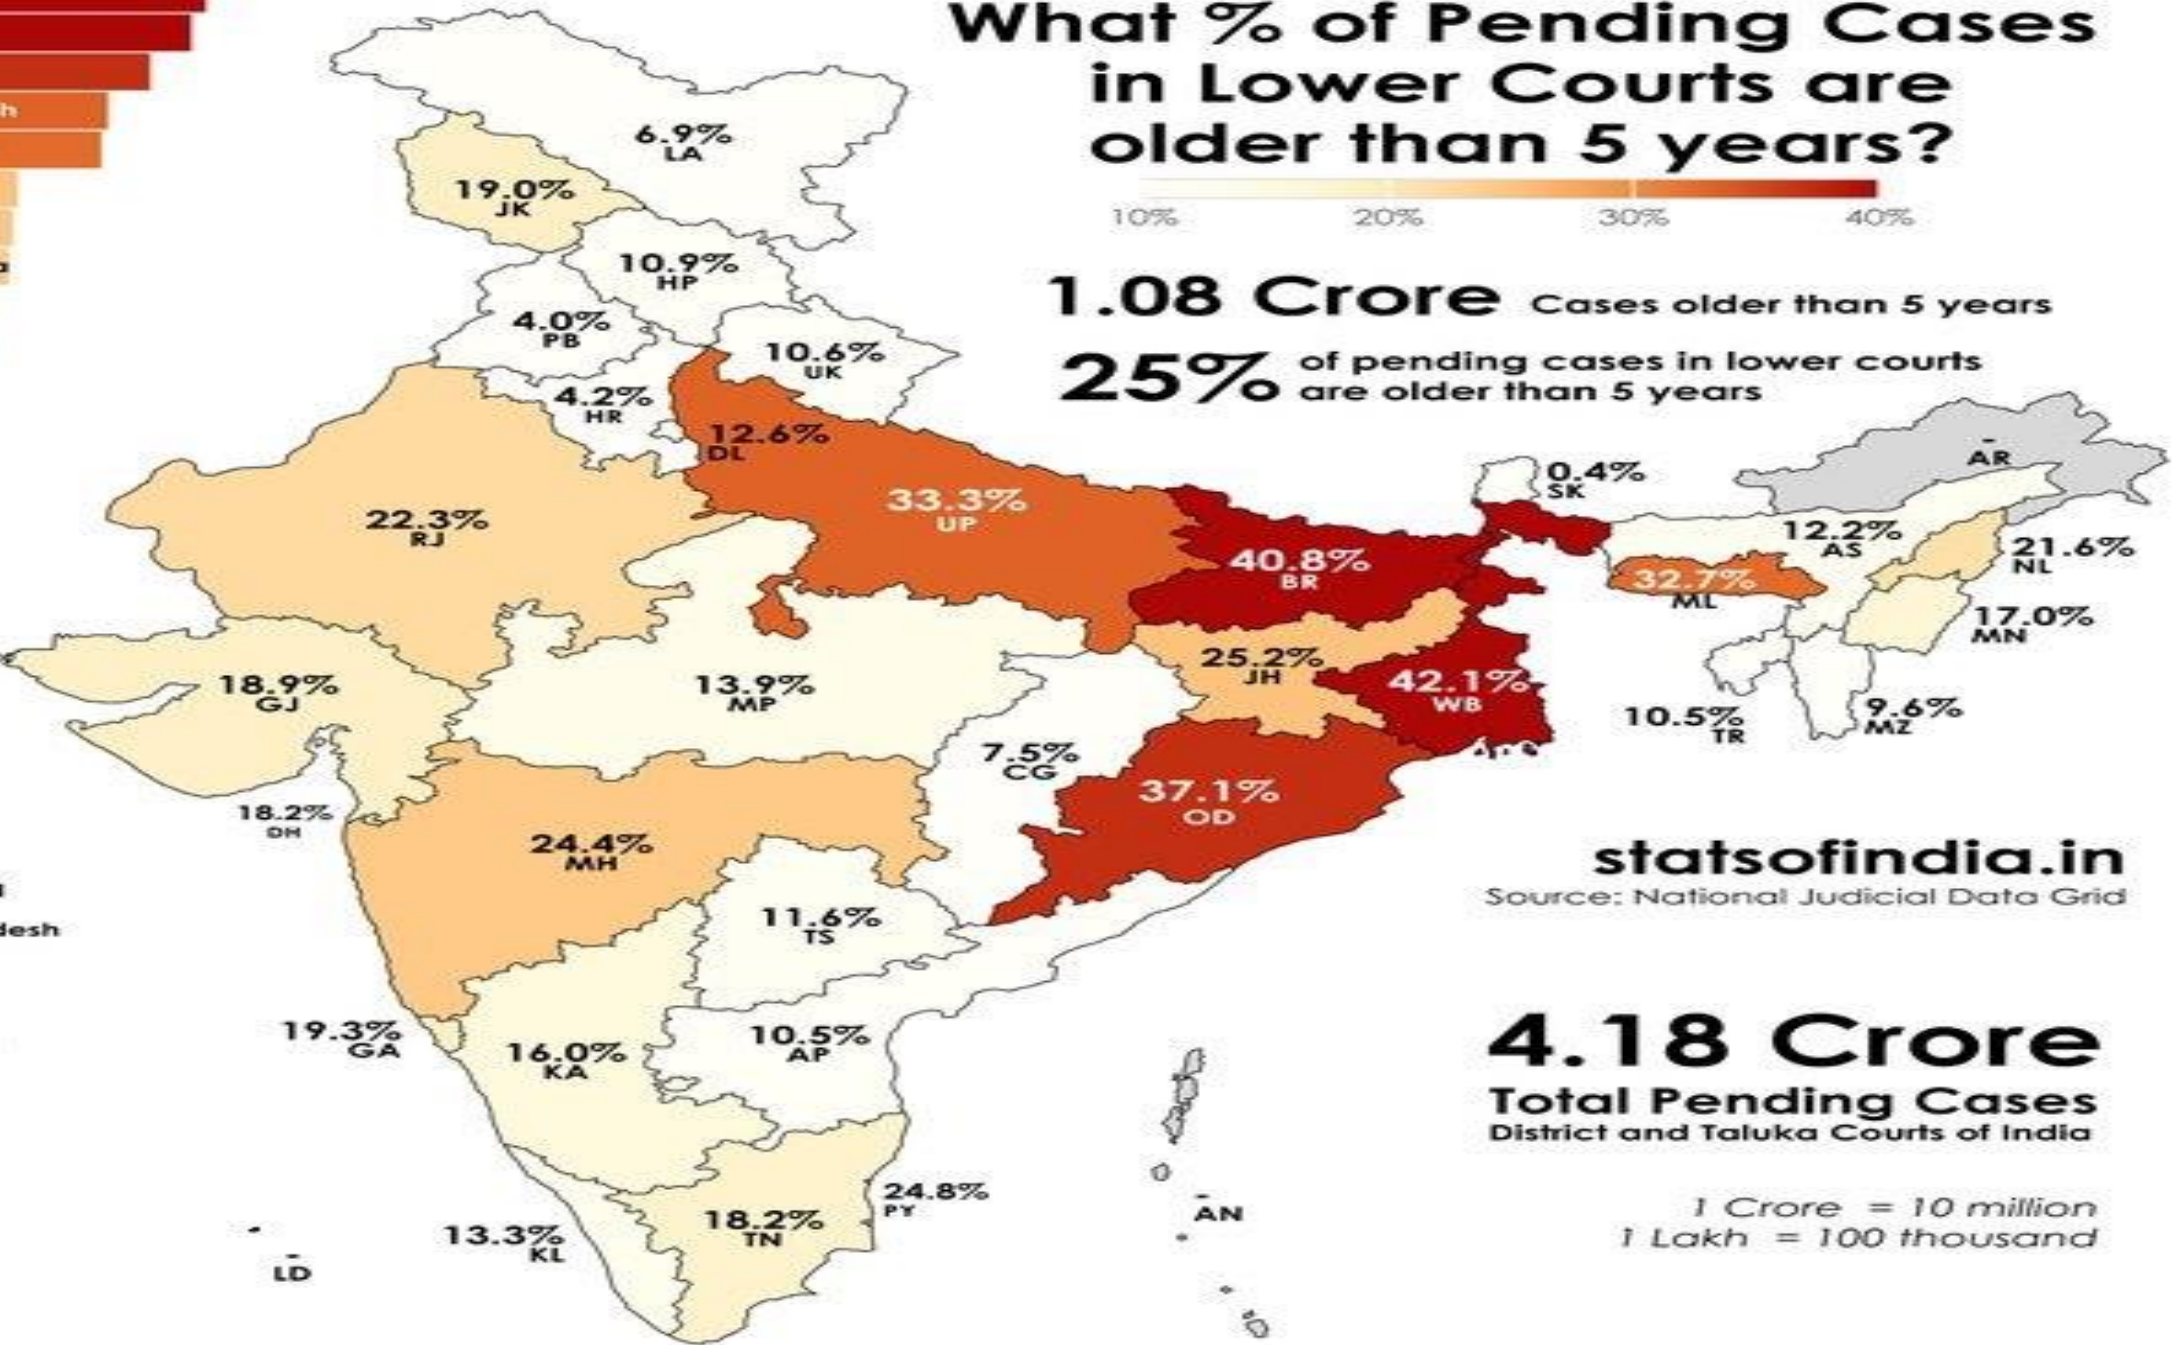 What % of Pending Cases
in Lower Courts are
older than 5 years?
10% 20% 30% 40%
1.08 Crore Cases older than 5 years
25% of pending cases in lower courts
are older than 5 years
h
6.9%
LA
19.0%
JK
10.9%
HP
4.0%
PB
10.6%
UK
4.2%
HR
12.6%
DL
33.3%
UP
22.3%
RJ
40.8%
BR
0.4%
SK
-
AR
12.2%
AS
21.6%
NL
32.7%
ML
17.0%
MN
10.5%
TR
9.6%
MZ
25.2%
JH
42.1%
WB
18.9%
GJ
13.9%
MP
7.5%
CG
37.1%
OD
18.2%
DH
24.4%
MH
desh
11.6%
TS
19.3%
GA
16.0%
KA
10.5%
AP
24.8%
PY
18.2%
TN
13.3%
KL
-
LD
-
AN
statsofindia.in
Source: National Judicial Data Grid
4.18 Crore
Total Pending Cases
District and Taluka Courts of India
1 Crore = 10 million
1 Lakh = 100 thousand